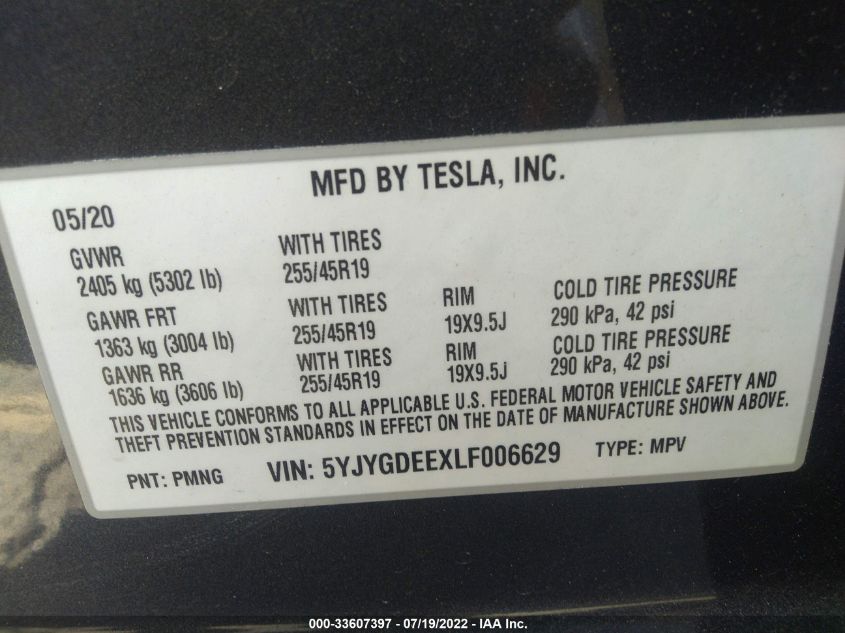 MFD BY TESLA, INC.
05/20
GVWR WITH TIRES
2405 kg (5302 lb) 255/45R19
GAWR FRT WITH TIRES RIM COLD TIRE PRESSURE
1363 kg (3004 lb) 255/45R19 19X9.5J 290 kPa, 42 psi
GAWR RR WITH TIRES RIM COLD TIRE PRESSURE
1636 kg (3606 lb) 255/45R19 19X9.5J 290 kPa, 42 psi
THIS VEHICLE CONFORMS TO ALL APPLICABLE U.S. FEDERAL MOTOR VEHICLE SAFETY AND
THEFT PREVENTION STANDARDS IN EFFECT ON THE DATE OF MANUFACTURE SHOWN ABOVE.
PNT: PMNG VIN: 5YJYGDEEXLF006629 TYPE: MPV
000-33607397 - 07/19/2022 - IAA Inc.